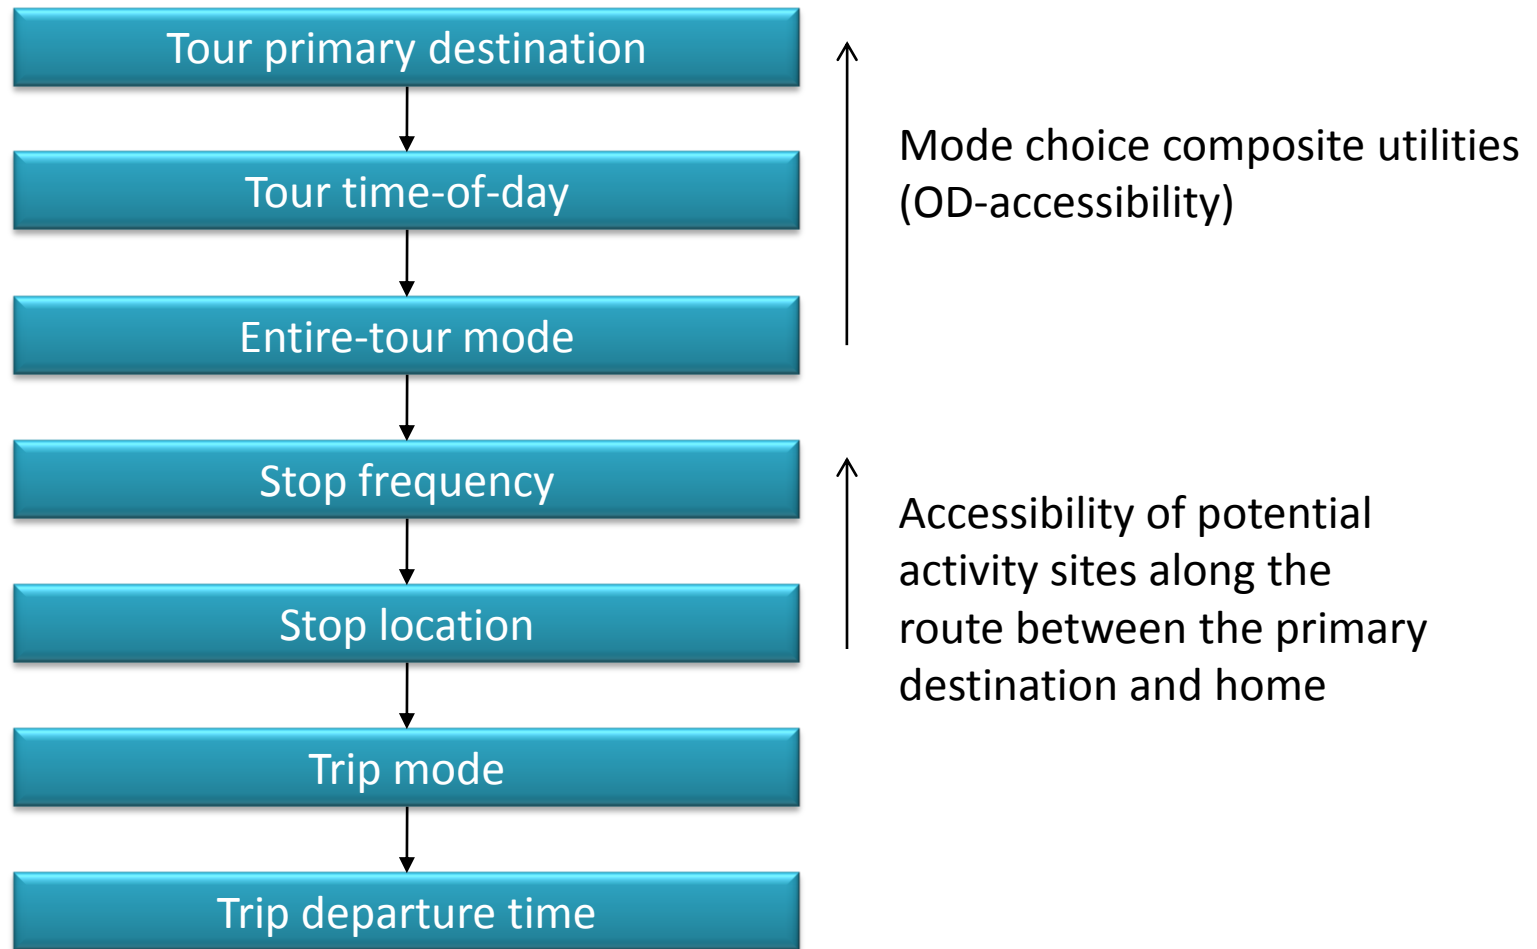 Tour primary destination
Tour time-of-day
Entire-tour mode
Stop frequency
Stop location
Trip mode
Trip departure time
Mode choice composite utilities
(OD-accessibility)
Accessibility of potential
activity sites along the
route between the primary
destination and home